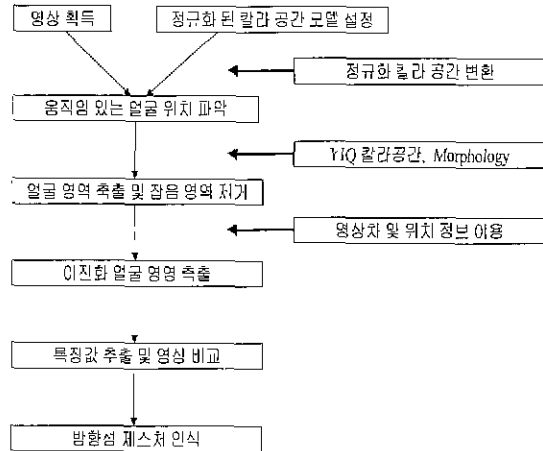 영상 획득
정규화 된 칼라 공간 모델 설정
정규화 칼라 공간 변환
움직임 있는 얼굴 위치 파악
YIQ 칼라공간, Morphology
얼굴 영역 축출 및 잡음 영역 저거
영상차 및 위치 정보 이용
이진화 얼굴 영영 축출
특징값 추출 및 영상 비교
방향성 제스처 인식